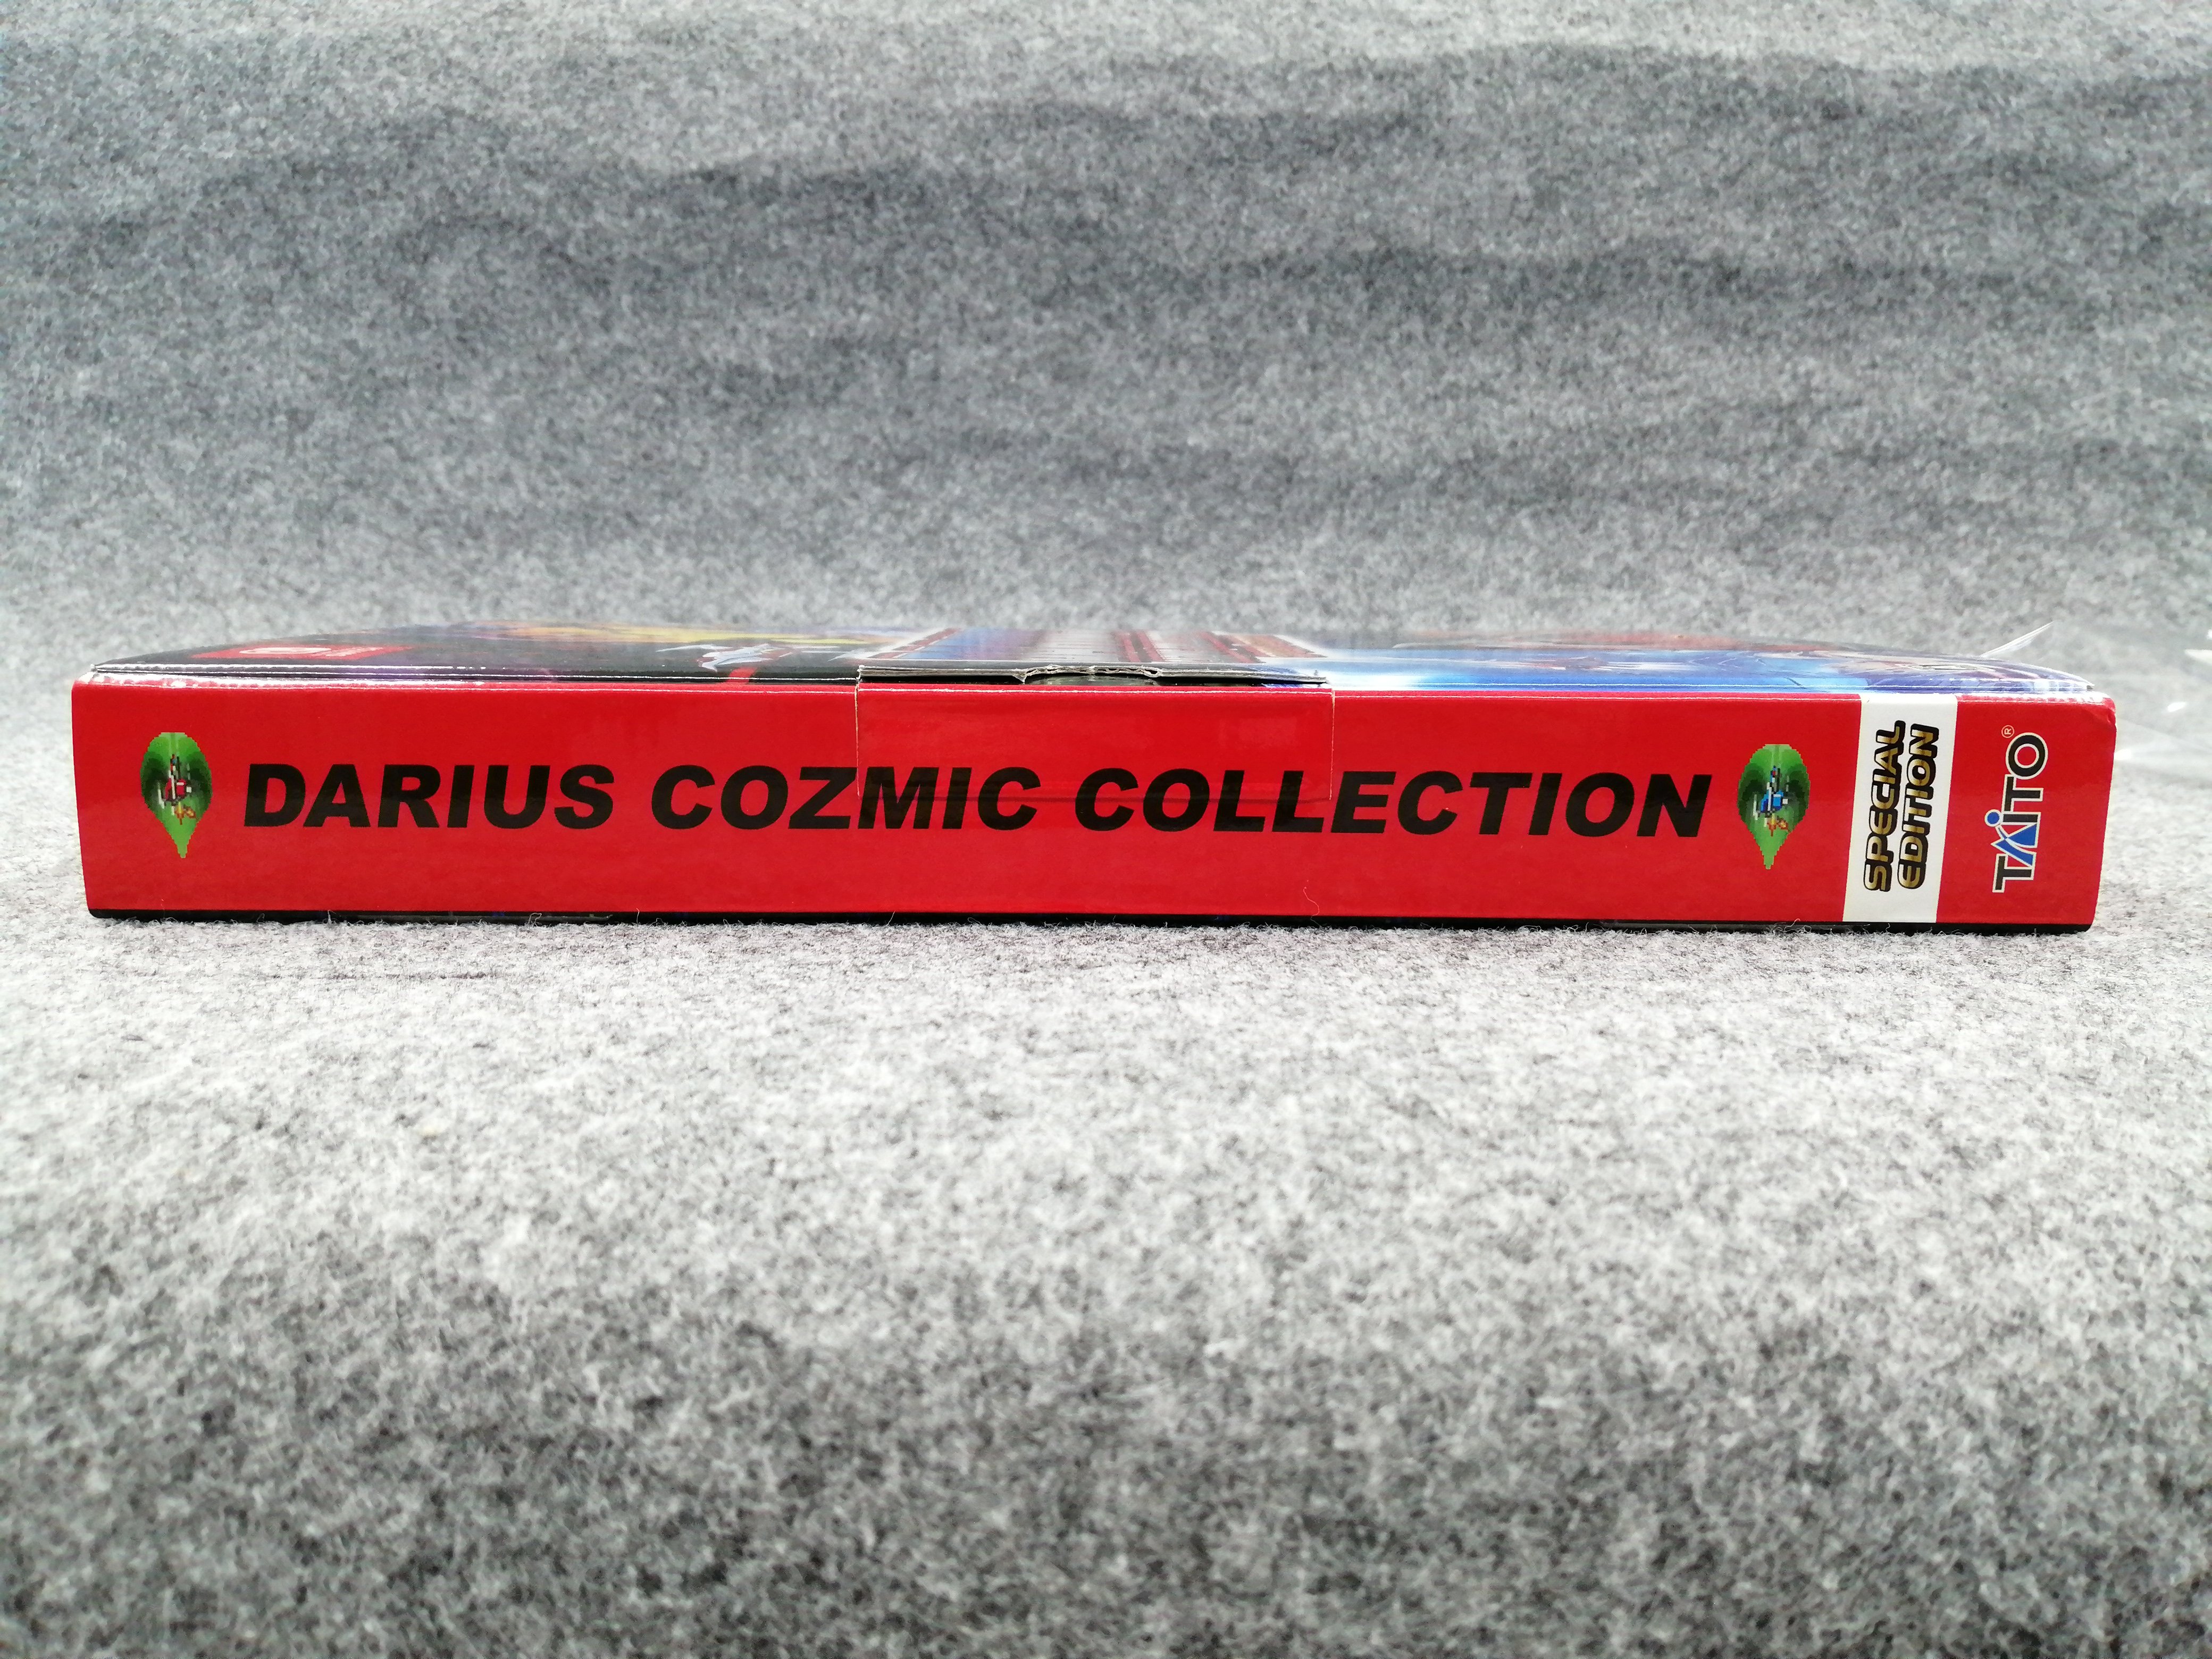 DARIUS COZMIC COLLECTION
SPECIAL
EDITION
TAITO®